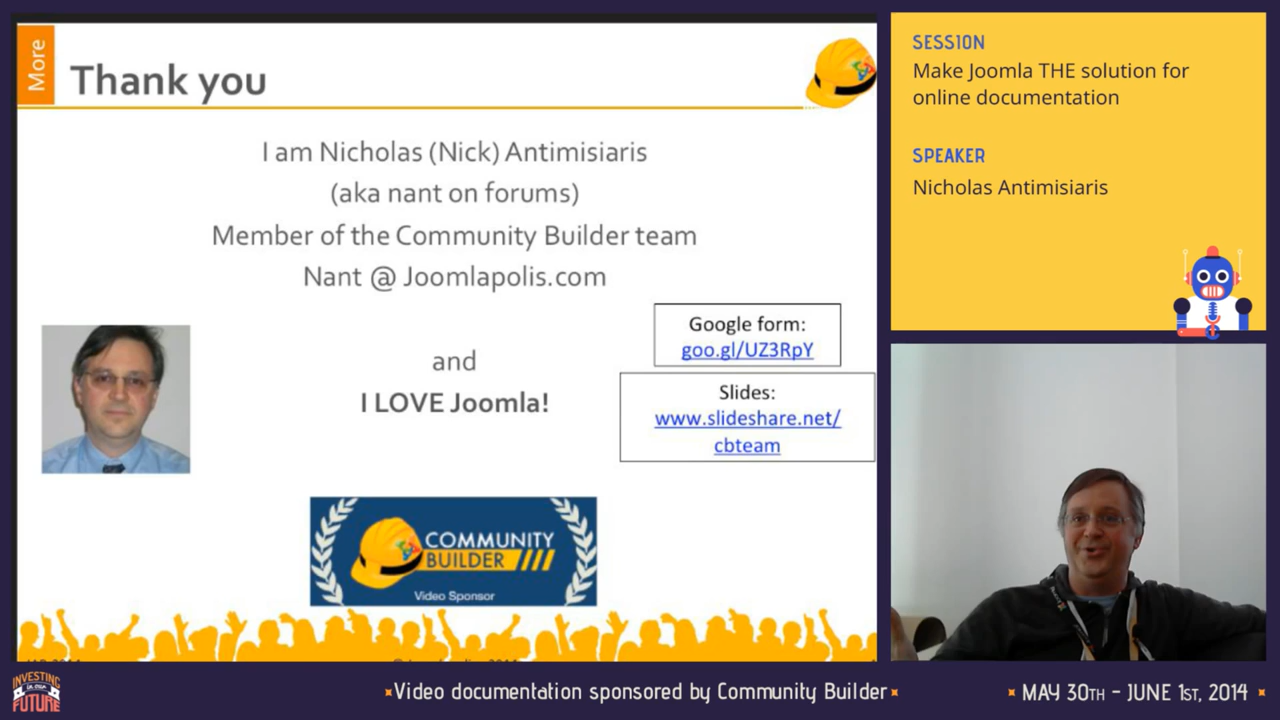 More
Thank you
I am Nicholas (Nick) Antimisiaris
(aka nant on forums)
Member of the Community Builder team
Nant @ Joomlapolis.com
Google form:
goo.gl/UZ3RpY
and
I LOVE Joomla!
Slides:
www.slideshare.net/
cbteam
COMMUNITY
BUILDER
Video Sponsor
SESSION
Make Joomla THE solution for
online documentation
SPEAKER
Nicholas Antimisiaris
INVESTING
IN OUR
FUTURE
Video documentation sponsored by Community Builder
MAY 30TH - JUNE 1ST, 2014